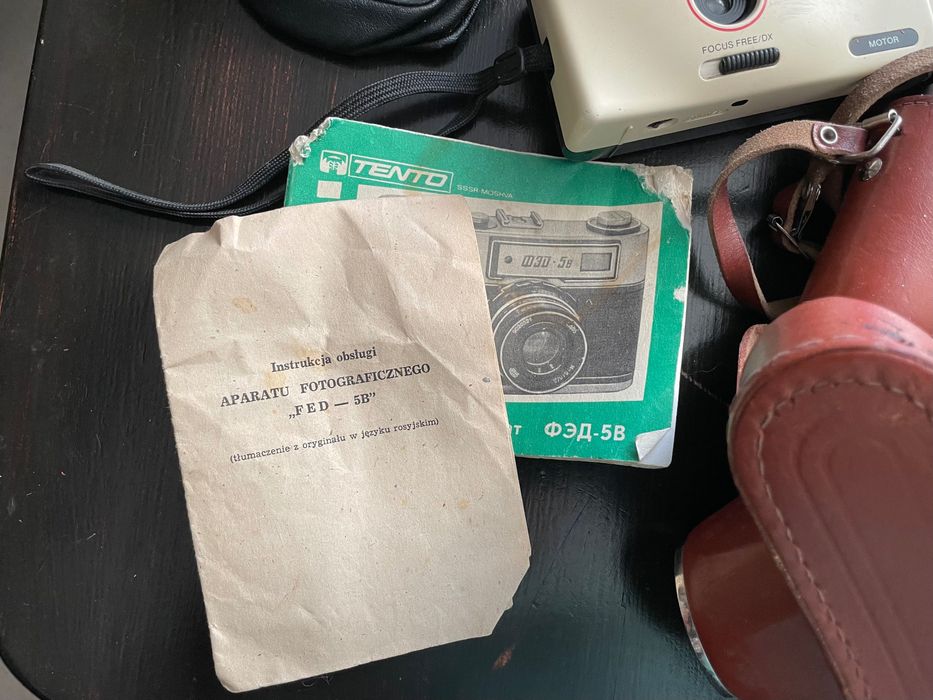 FOCUS FREE/DX
MOTOR
TENTO
SSSR-MOSKVA
ФЭД-5в
ФЭД-5В
Instrukcja obsługi
APARATU FOTOGRAFICZNEGO
„FED — 5B”
(tłumaczenie z oryginału w języku rosyjskim)